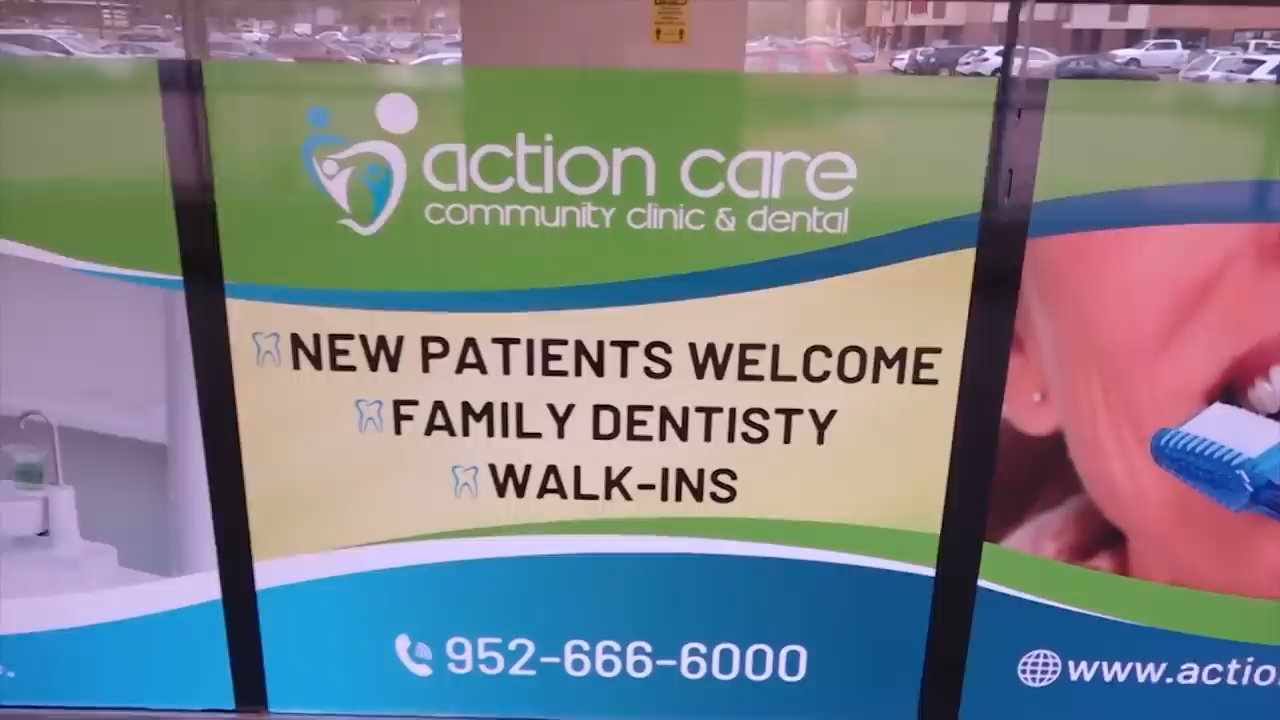 action care
community clinic & dental
NEW PATIENTS WELCOME
FAMILY DENTISTY
WALK-INS
952-666-6000
www.actio